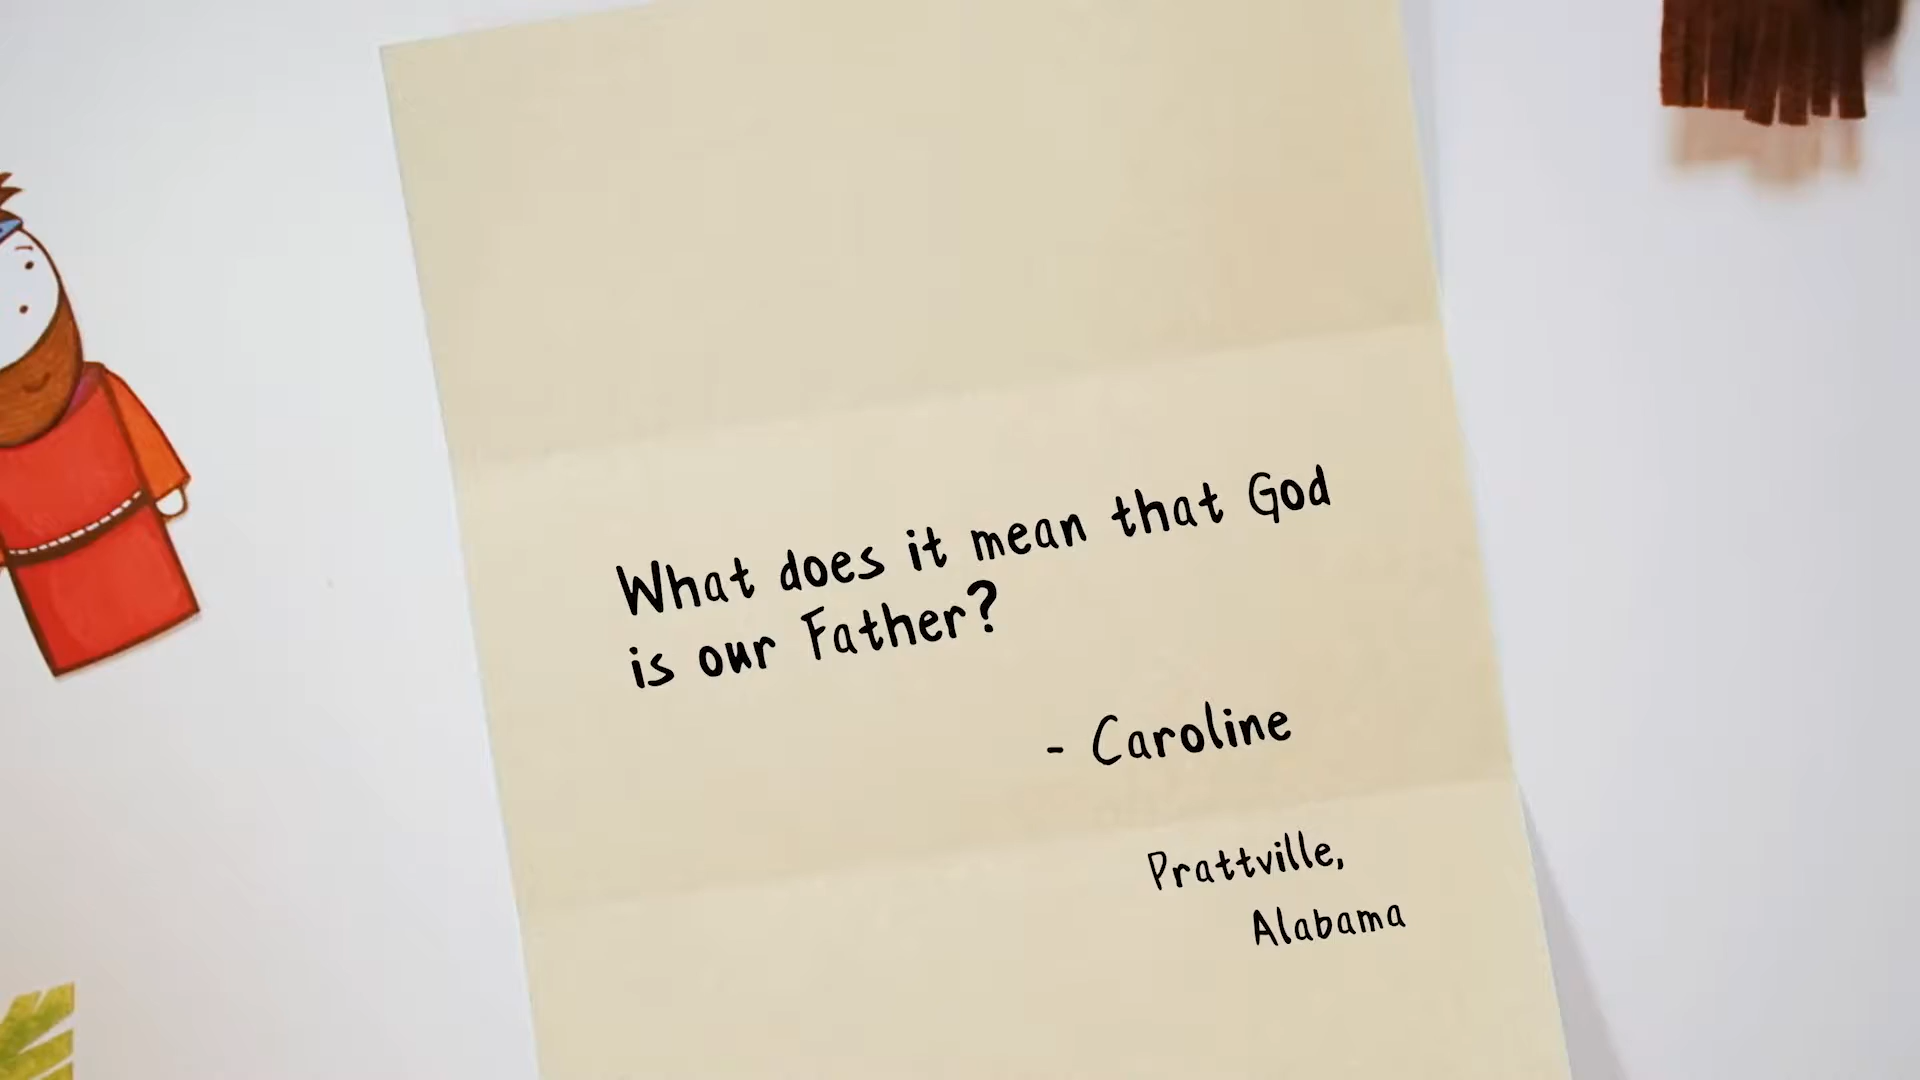 What does it mean that God
is our Father?
- Caroline
Prattville,
Alabama